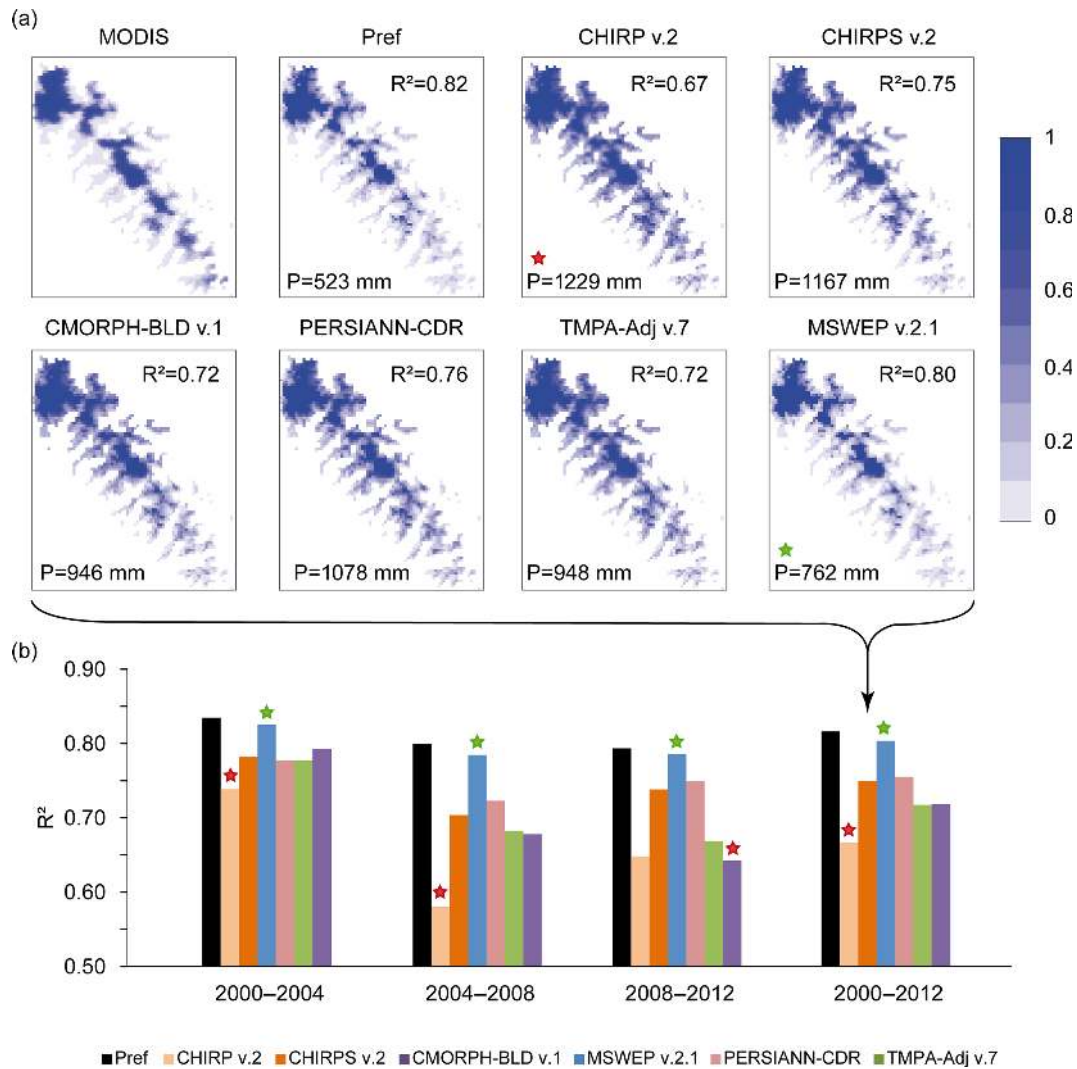 (a)
MODIS Pref CHIRP v.2 CHIRPS v.2
R²=0.82 R²=0.67 R²=0.75
P=523 mm P=1229 mm P=1167 mm
CMORPH-BLD v.1 PERSIANN-CDR TMPA-Adj v.7 MSWEP v.2.1
R²=0.72 R²=0.76 R²=0.72 R²=0.80
P=946 mm P=1078 mm P=948 mm P=762 mm
1
0.8
0.6
0.4
0.2
0
(b)
0.90
0.80
0.70
0.60
0.50
R²
2000–2004 2004–2008 2008–2012 2000–2012
Pref CHIRP v.2 CHIRPS v.2 CMORPH-BLD v.1 MSWEP v.2.1 PERSIANN-CDR TMPA-Adj v.7